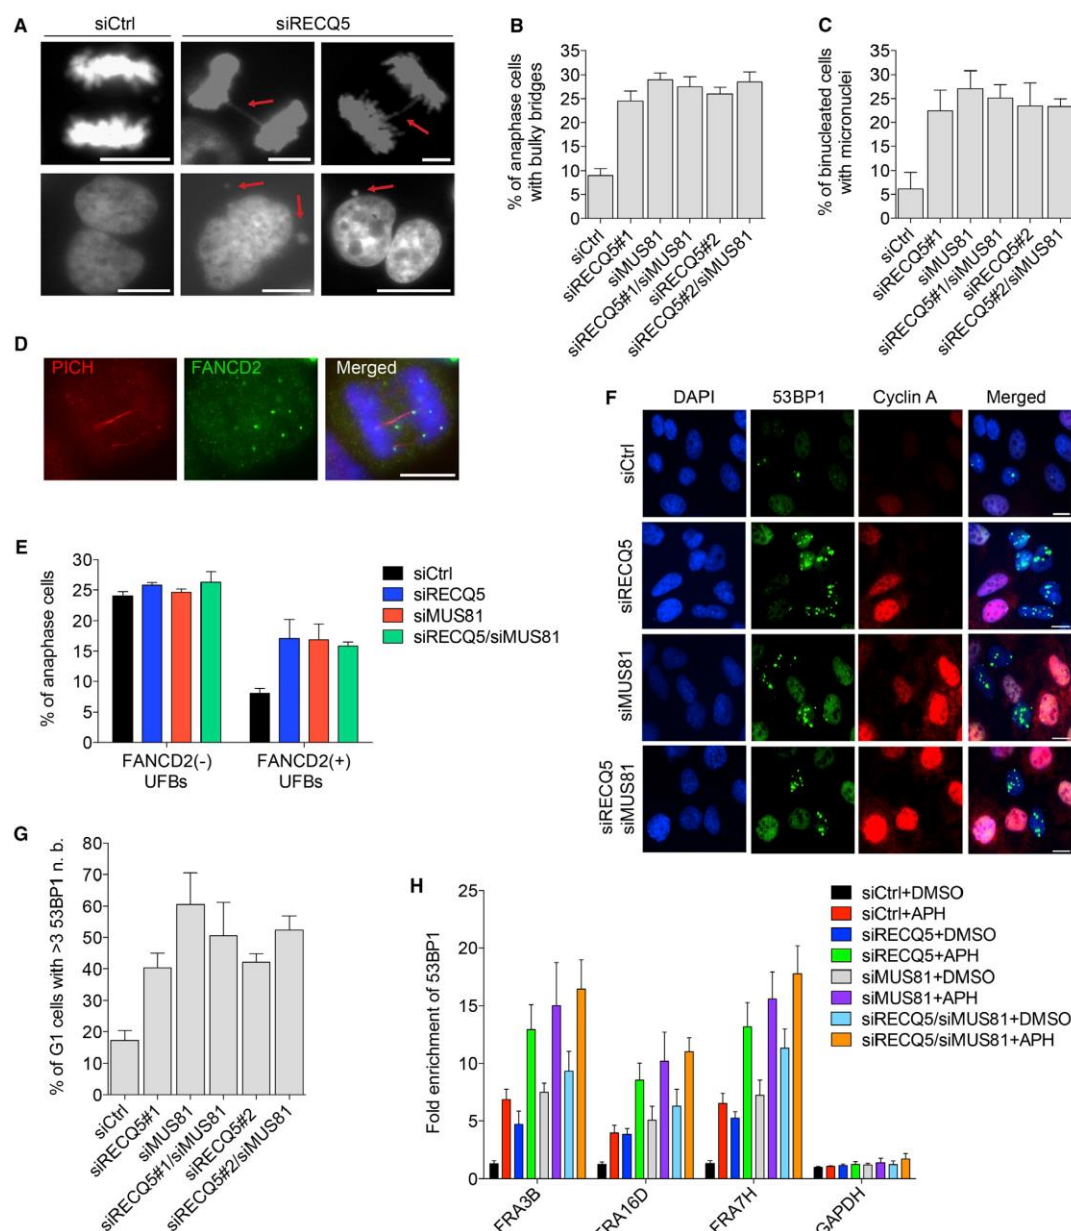 A
siCtrl
siRECQ5
B
% of anaphase cells
with bulky bridges
35
30
25
20
15
10
5
0
siCtrl
siRECQ5#1
siMUS81
siRECQ5#1/siMUS81
siRECQ5#2
siRECQ5#2/siMUS81
C
% of binucleated cells
with micronuclei
35
30
25
20
15
10
5
0
siCtrl
siRECQ5#1
siMUS81
siRECQ5#1/siMUS81
siRECQ5#2
siRECQ5#2/siMUS81
D
PICH
FANCD2
Merged
E
% of anaphase cells
30
25
20
15
10
5
0
FANCD2(-)
UFBs
FANCD2(+)
UFBs
siCtrl
siRECQ5
siMUS81
siRECQ5/siMUS81
F
DAPI
53BP1
Cyclin A
Merged
siCtrl
siRECQ5
siMUS81
siRECQ5
siMUS81
G
% of G1 cells with >3 53BP1 n. b.
80
70
60
50
40
30
20
10
0
siCtrl
siRECQ5#1
siMUS81
siRECQ5#1/siMUS81
siRECQ5#2
siRECQ5#2/siMUS81
H
Fold enrichment of 53BP1
25
20
15
10
5
0
FRA3B
FRA16D
FRA7H
GAPDH
siCtrl+DMSO
siCtrl+APH
siRECQ5+DMSO
siRECQ5+APH
siMUS81+DMSO
siMUS81+APH
siRECQ5/siMUS81+DMSO
siRECQ5/siMUS81+APH